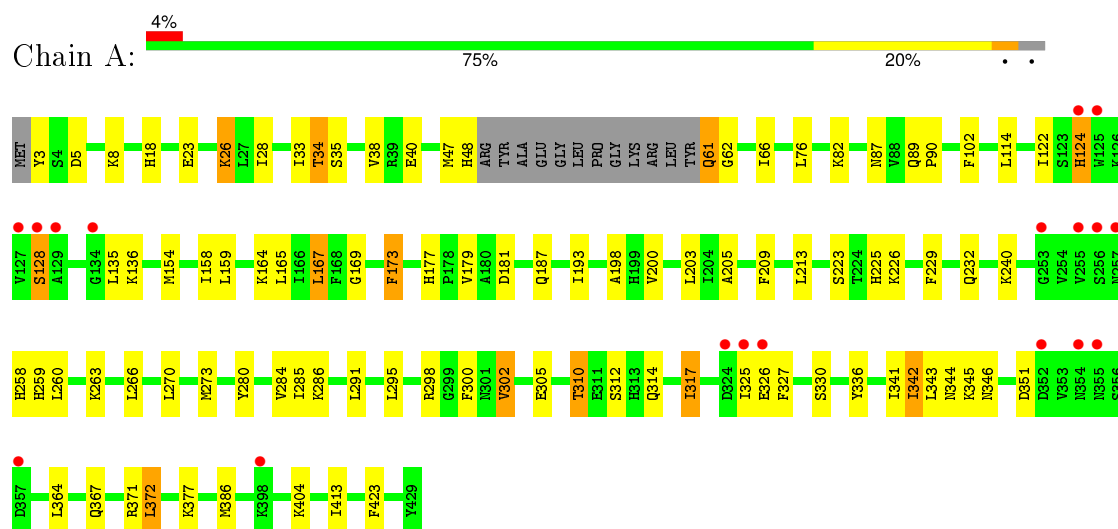 4%
Chain A:
75% 20% • •
MET Y3 S4 D5 K8 H18 E23 K26 L27 I28 I33 T34 S35 V38 R39 E40 M47 H48 ARG TYR ALA GLU GLY LEU PRO GLY LYS ARG LEU TYR Q61 G62 I66 L76 K82 N87 V88 Q89 P90 F102 L114 I122 S123 H124 W125 K126
V127 S128 A129 G134 L135 K136 M154 I158 L159 K164 L165 I166 L167 F168 G169 F173 H177 P178 V179 A180 D181 Q187 I193 A198 H199 V200 L203 I204 A205 F209 L213 S223 T224 H225 K226 F229 Q232 K240 G253 V254 V255 S256 N257
H258 H259 L260 K263 L266 L270 M273 Y280 V284 I285 K286 L291 L295 R298 G299 F300 N301 V302 E305 T310 E311 S312 H313 Q314 I317 D324 I325 E326 F327 S330 Y336 I341 I342 L343 N344 K345 N346 D351 D352 V353 N354 N355 S356
D357 L364 Q367 R371 L372 K377 M386 K398 K404 I413 F423 Y429